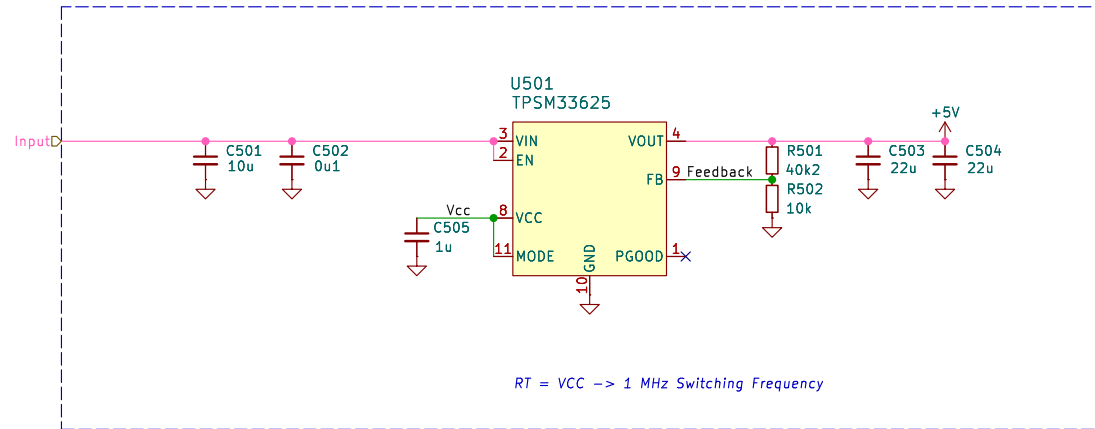 U501
TPSM33625
+5V
Input
C501
10u
C502
0u1
3 VIN
2 EN
VOUT 4
R501
40k2
C503
22u
C504
22u
FB 9 Feedback
R502
10k
Vcc
8 VCC
C505
1u
11 MODE
GND
10
PGOOD 1
RT = VCC -> 1 MHz Switching Frequency